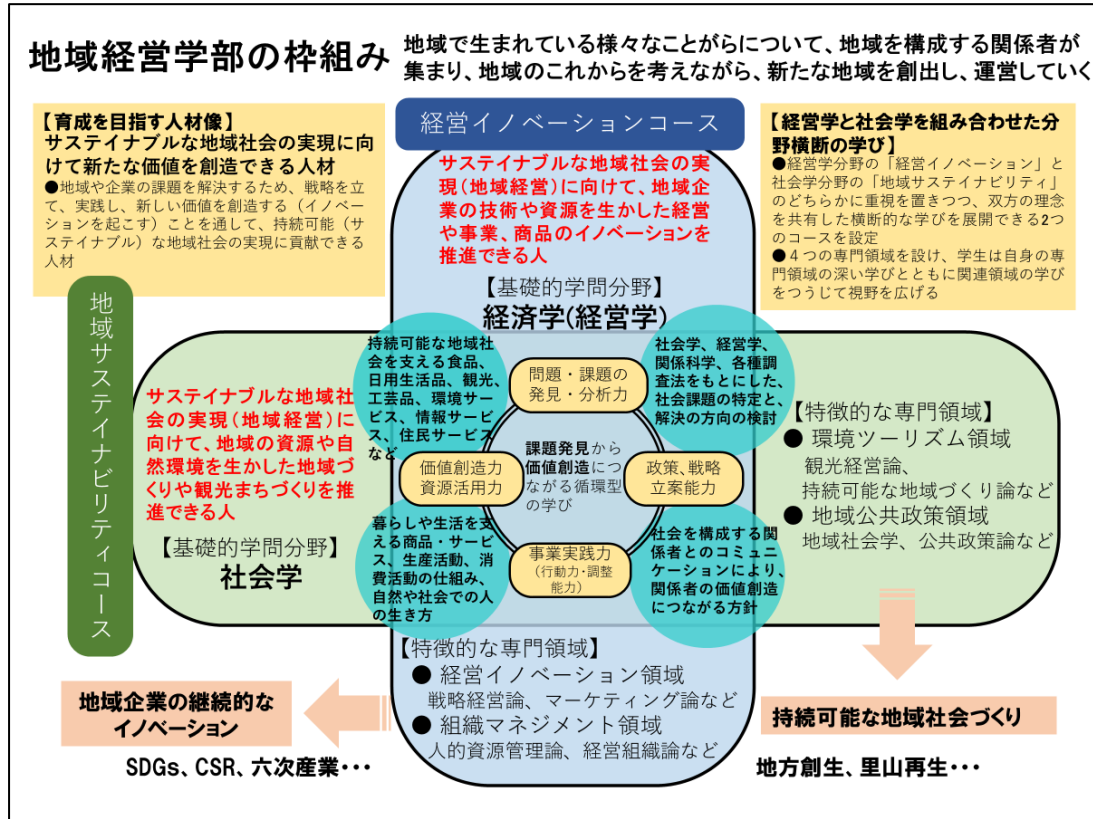 地域経営学部の枠組み
地域で生まれている様々なことがらについて、地域を構成する関係者が
集まり、地域のこれからを考えながら、新たな地域を創出し、運営していく
【育成を目指す人材像】
サステイナブルな地域社会の実現に向
けて新たな価値を創造できる人材
●地域や企業の課題を解決するため、戦略を立
て、実践し、新しい価値を創造する（イノベー
ションを起こす）ことを通して、持続可能（サ
ステイナブル）な地域社会の実現に貢献できる
人材
経営イノベーションコース
サステイナブルな地域社会の実
現(地域経営)に向けて、地域企
業の技術や資源を生かした経営
や事業、商品のイノベーションを
推進できる人
【基礎的学問分野】
経済学(経営学)
【経営学と社会学を組み合わせた分
野横断の学び】
●経営学分野の「経営イノベーション」と
社会学分野の「地域サステイナビリティ」
のどちらかに重視を置きつつ、双方の理念
を共有した横断的な学びを展開できる2つ
のコースを設定
●４つの専門領域を設け、学生は自身の専
門領域の深い学びとともに関連領域の学び
をつうじて視野を広げる
地域サステイナビリティコース
サステイナブルな地域社
会の実現(地域経営)に
向けて、地域の資源や自
然環境を生かした地域づ
くりや観光まちづくりを推
進できる人
【基礎的学問分野】
社会学
持続可能な地域社
会を支える食品、
日用生活品、観光、
工芸品、環境サー
ビス、情報サービ
ス、住民サービス
など
問題・課題の
発見・分析力
社会学、経営学、
関係科学、各種調
査法をもとにした、
社会課題の特定と、
解決の方向の検討
価値創造力
資源活用力
課題発見から
価値創造につ
ながる循環型
の学び
政策、戦略
立案能力
暮らしや生活を支
える商品・サービ
ス、生産活動、消
費活動の仕組み、
自然や社会での人
の生き方
事業実践力
（行動力・調整
能力）
社会を構成する関
係者とのコミュニ
ケーションにより、
関係者の価値創造
につながる方針
【特徴的な専門領域】
● 環境ツーリズム領域
観光経営論、
持続可能な地域づくり論など
● 地域公共政策領域
地域社会学、公共政策論など
【特徴的な専門領域】
● 経営イノベーション領域
戦略経営論、マーケティング論など
● 組織マネジメント領域
人的資源管理論、経営組織論など
地域企業の継続的な
イノベーション
SDGs、CSR、六次産業・・・
持続可能な地域社会づくり
地方創生、里山再生・・・